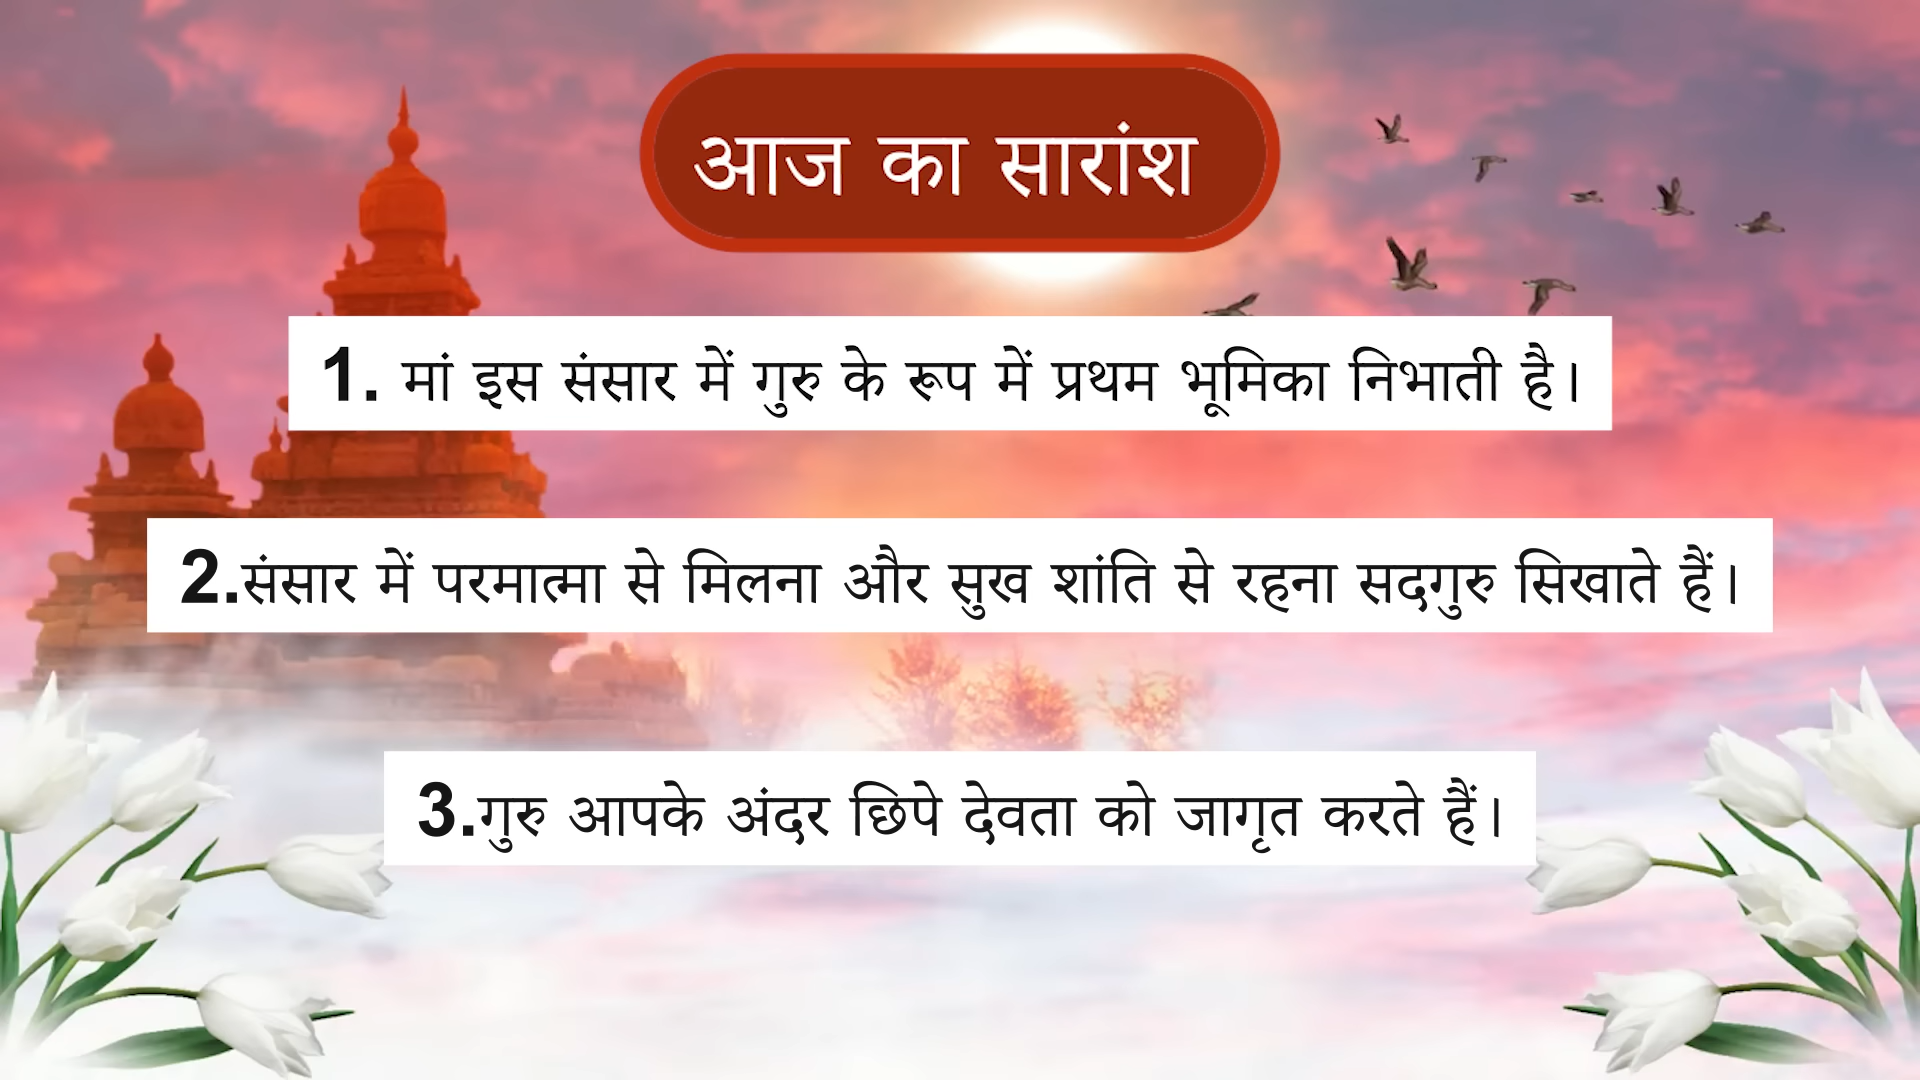 आज का सारांश
1. मां इस संसार में गुरु के रूप में प्रथम भूमिका निभाती है।
2.संसार में परमात्मा से मिलना और सुख शांति से रहना सदगुरु सिखाते हैं।
3.गुरु आपके अंदर छिपे देवता को जागृत करते हैं।